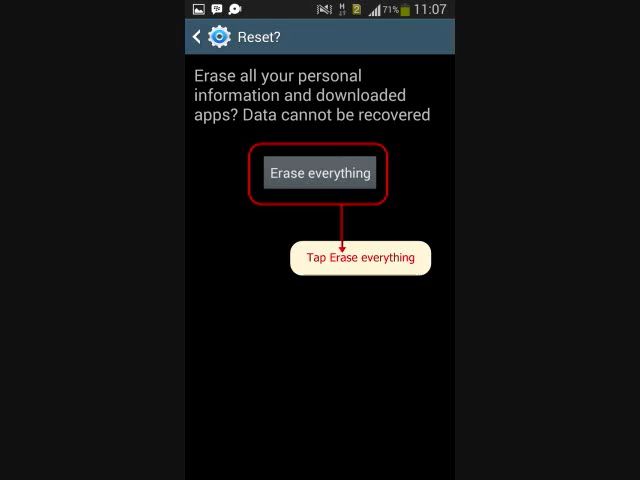 71% 11:07
Reset?
Erase all your personal
information and downloaded
apps? Data cannot be recovered
Erase everything
Tap Erase everything